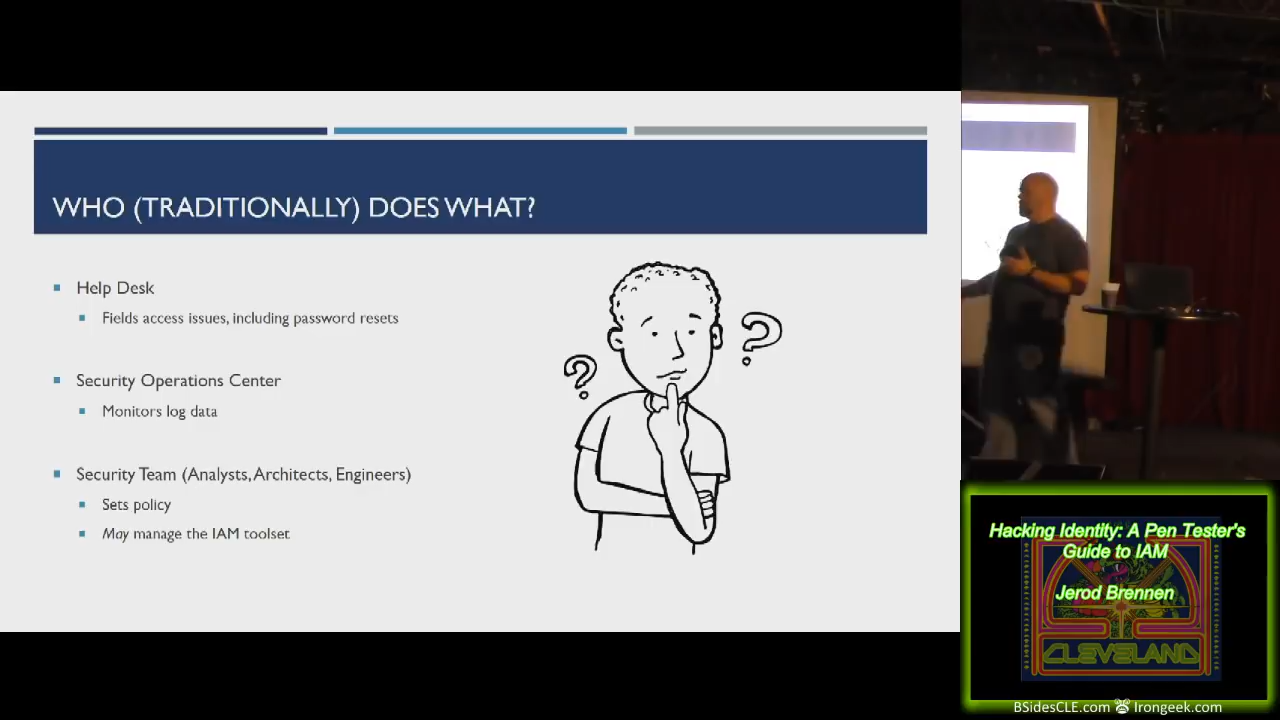 WHO (TRADITIONALLY) DOES WHAT?
Help Desk
Fields access issues, including password resets
Security Operations Center
Monitors log data
Security Team (Analysts, Architects, Engineers)
Sets policy
May manage the IAM toolset
? ?
Hacking Identity: A Pen Tester's
Guide to IAM
Jerod Brennen
CLEVELAND
BSidesCLE.com Irongeek.com